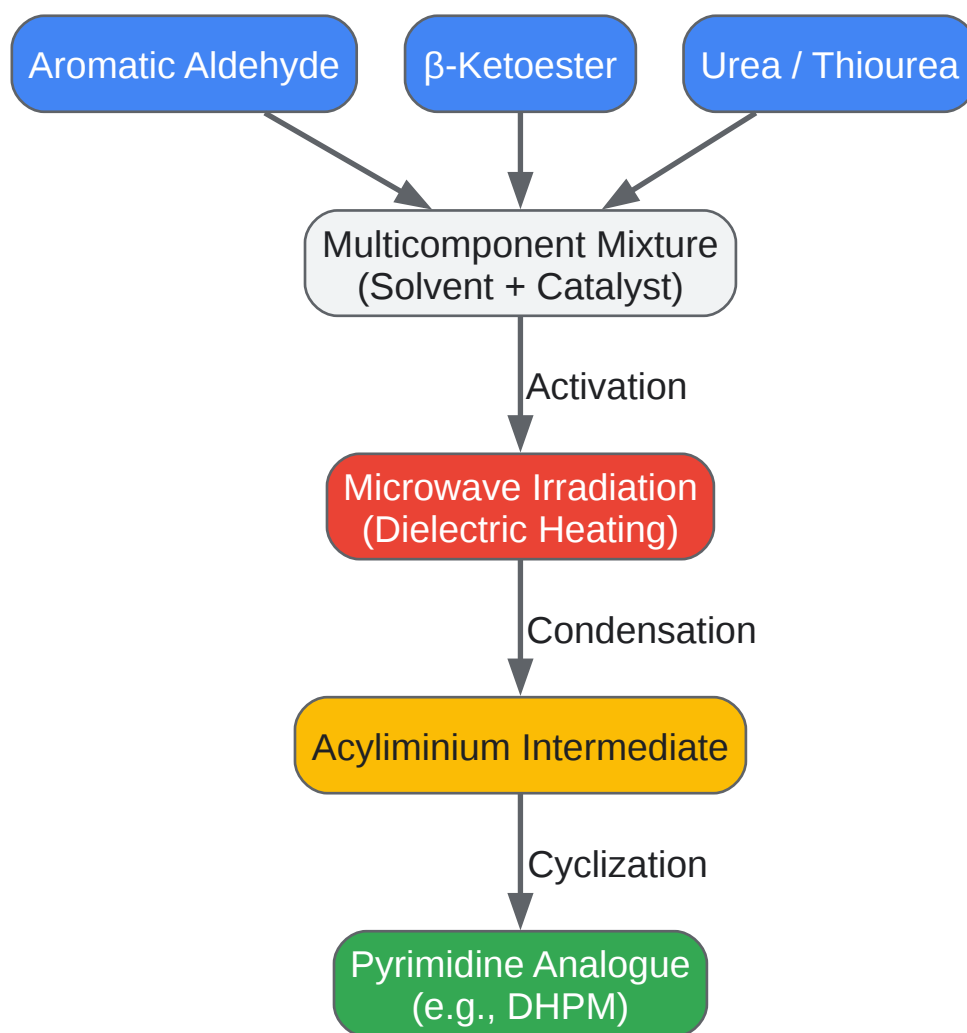 Aromatic Aldehyde
β-Ketoester
Urea / Thiourea
Multicomponent Mixture
(Solvent + Catalyst)
Activation
Microwave Irradiation
(Dielectric Heating)
Condensation
Acyliminium Intermediate
Cyclization
Pyrimidine Analogue
(e.g., DHPM)